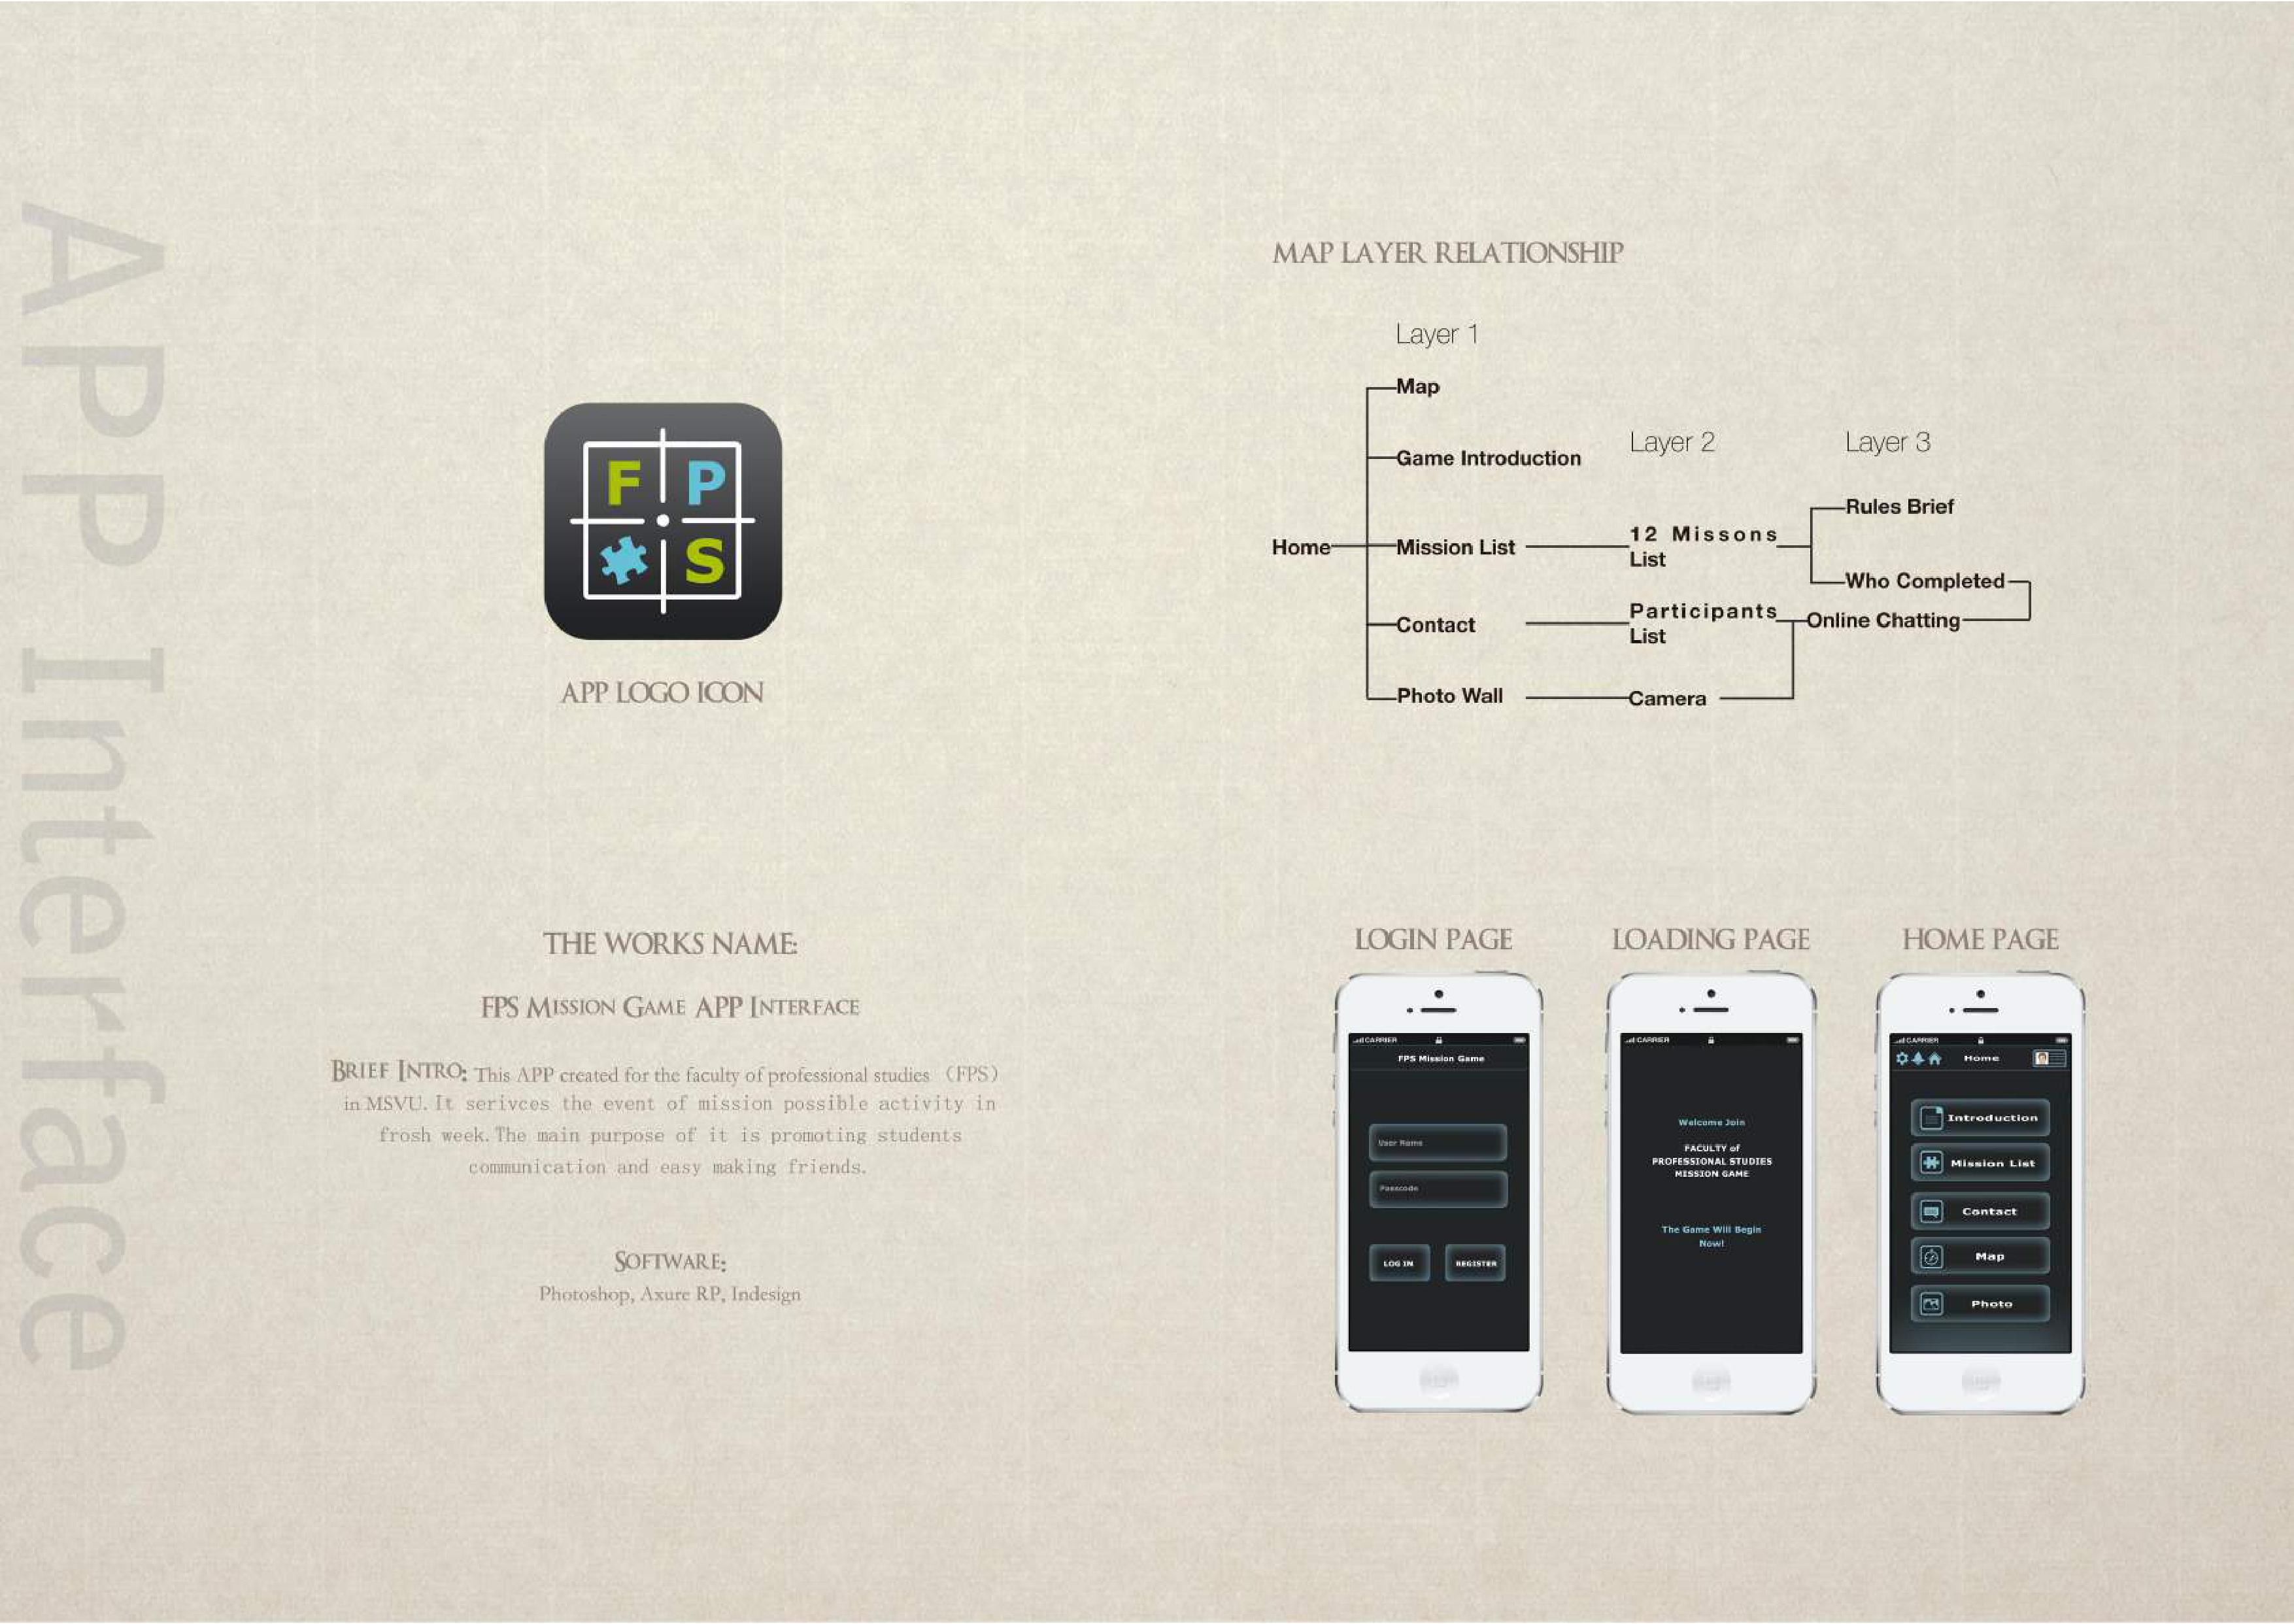 APP Interface
F P
S
APP LOGO ICON
THE WORKS NAME:
FPS MISSION GAME APP INTERFACE
BRIEF INTRO: This APP created for the faculty of professional studies (FPS)
in MSVU. It serivces the event of mission possible activity in
frosh week. The main purpose of it is promoting students
communication and easy making friends.
SOFTWARE:
Photoshop, Axure RP, Indesign
MAP LAYER RELATIONSHIP
Layer 1
Map
Layer 2
Layer 3
Game Introduction
Rules Brief
Home
Mission List
12 Missons
List
Who Completed
Contact
Participants
List
Online Chatting
Photo Wall
Camera
LOGIN PAGE
CARRIER
FPS Mission Game
User Name
Passcode
LOG IN
REGISTER
LOADING PAGE
CARRIER
Welcome Join
FACULTY of
PROFESSIONAL STUDIES
MISSION GAME
The Game Will Begin
Now!
HOME PAGE
CARRIER
Home
Introduction
Mission List
Contact
Map
Photo